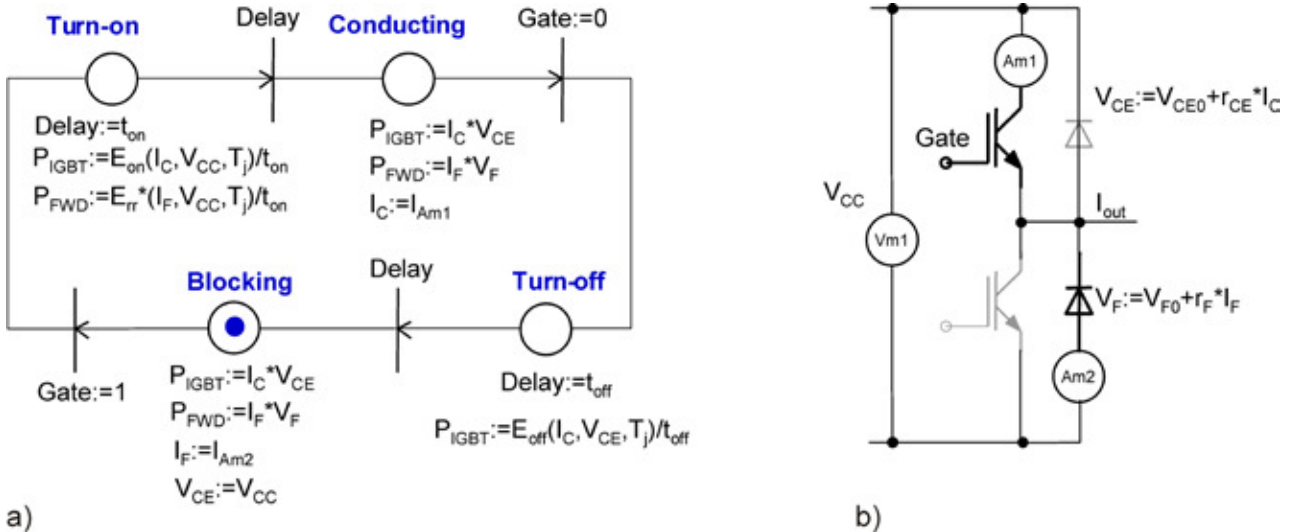 Turn-on
Delay
Conducting
Gate:=0
Delay:=t_on
P_IGBT:=E_on(I_C,V_CC,T_j)/t_on
P_FWD:=E_rr*(I_F,V_CC,T_j)/t_on
P_IGBT:=I_C*V_CE
P_FWD:=I_F*V_F
I_C:=I_Am1
Blocking
Delay
Turn-off
Gate:=1
P_IGBT:=I_C*V_CE
P_FWD:=I_F*V_F
I_F:=I_Am2
V_CE:=V_CC
Delay:=t_off
P_IGBT:=E_off(I_C,V_CE,T_j)/t_off
a)
Am1
V_CE:=V_CE0+r_CE*I_C
Gate
V_CC
I_out
Vm1
V_F:=V_F0+r_F*I_F
Am2
b)